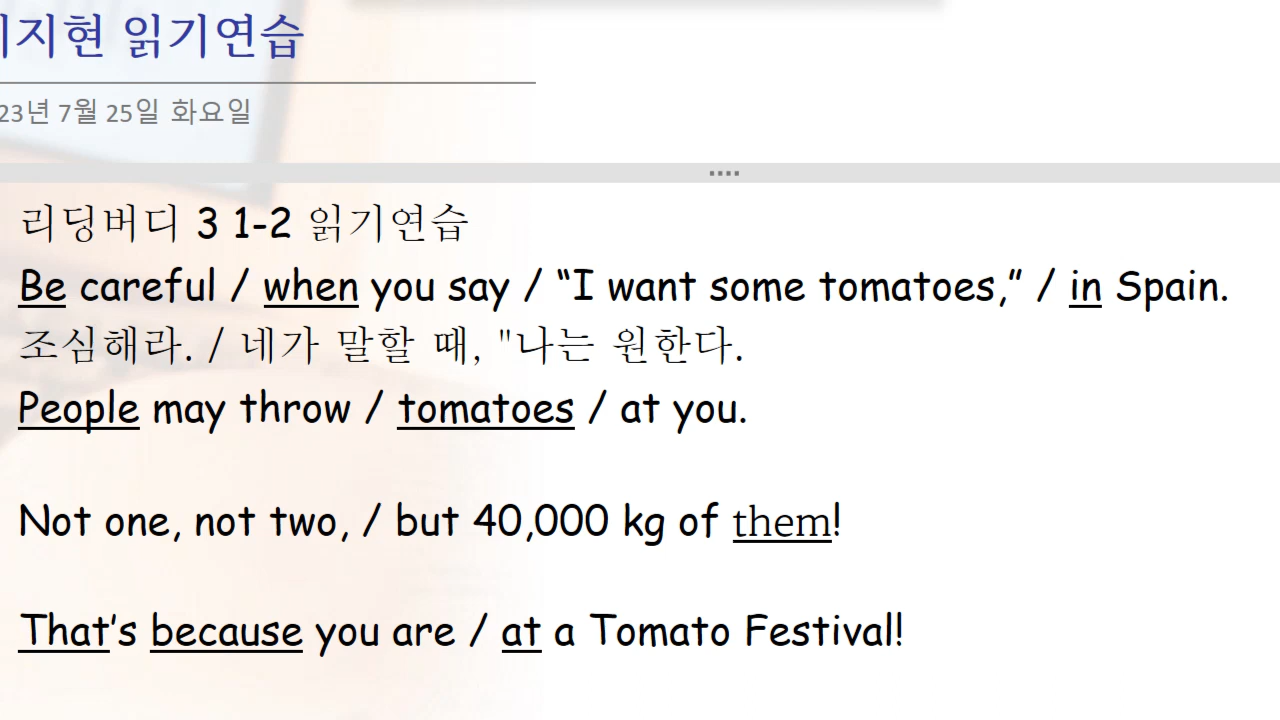 지현 읽기연습
23년 7월 25일 화요일
리딩버디 3 1-2 읽기연습
Be careful / when you say / “I want some tomatoes,” / in Spain.
조심해라. / 네가 말할 때, "나는 원한다.
People may throw / tomatoes / at you.
Not one, not two, / but 40,000 kg of them!
That’s because you are / at a Tomato Festival!